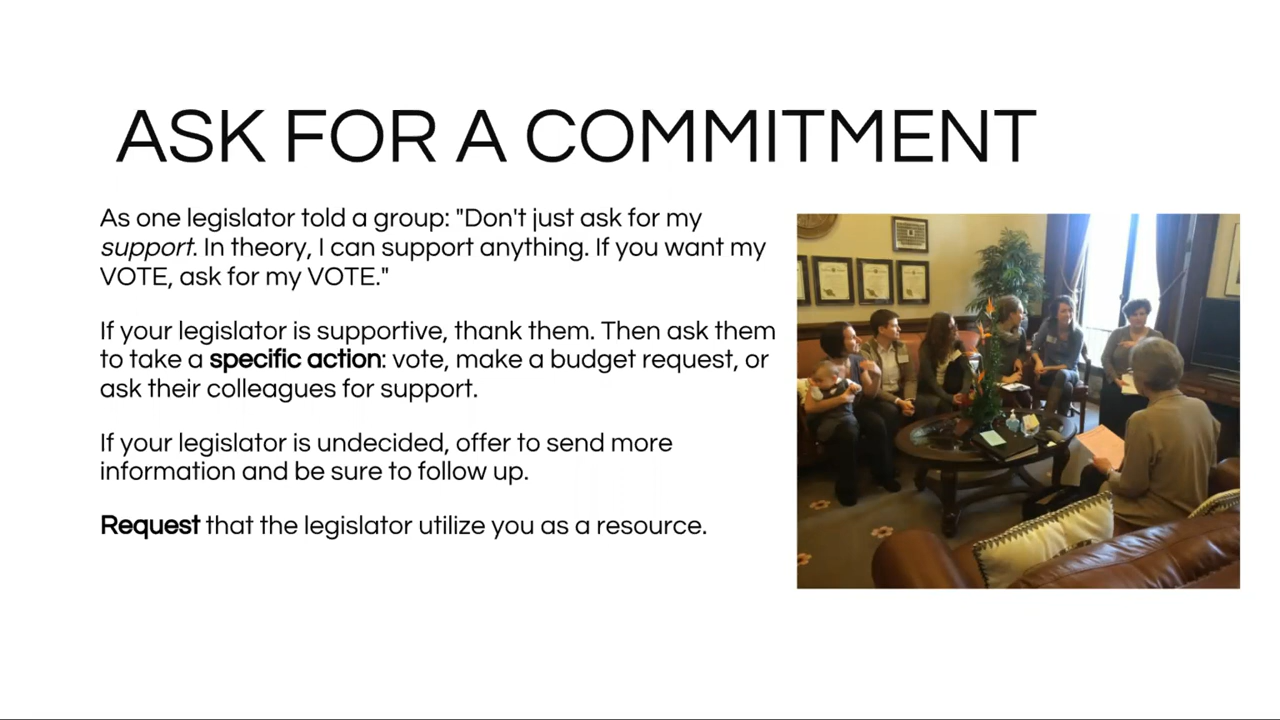 ASK FOR A COMMITMENT
As one legislator told a group: "Don't just ask for my
support. In theory, I can support anything. If you want my
VOTE, ask for my VOTE."
If your legislator is supportive, thank them. Then ask them
to take a specific action: vote, make a budget request, or
ask their colleagues for support.
If your legislator is undecided, offer to send more
information and be sure to follow up.
Request that the legislator utilize you as a resource.